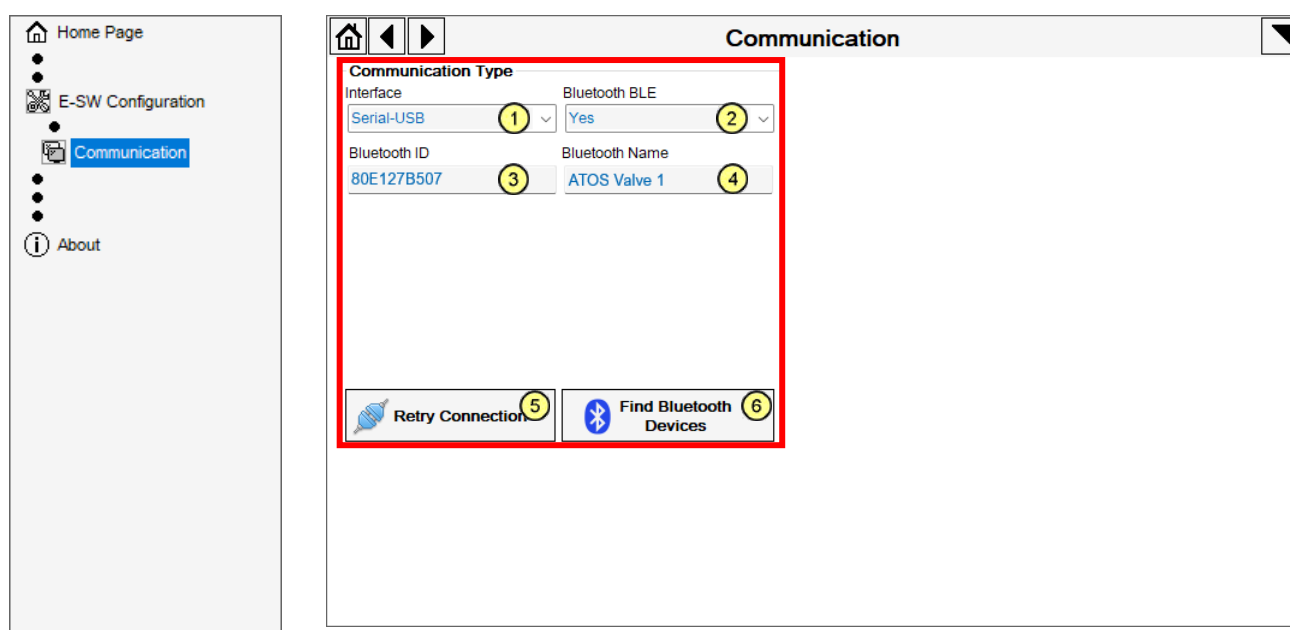 Home Page
E-SW Configuration
Communication
About
Communication
Communication Type
Interface
Bluetooth BLE
Serial-USB 1
Yes 2
Bluetooth ID
Bluetooth Name
80E127B507 3
ATOS Valve 1 4
Retry Connection 5
Find Bluetooth 6
Devices